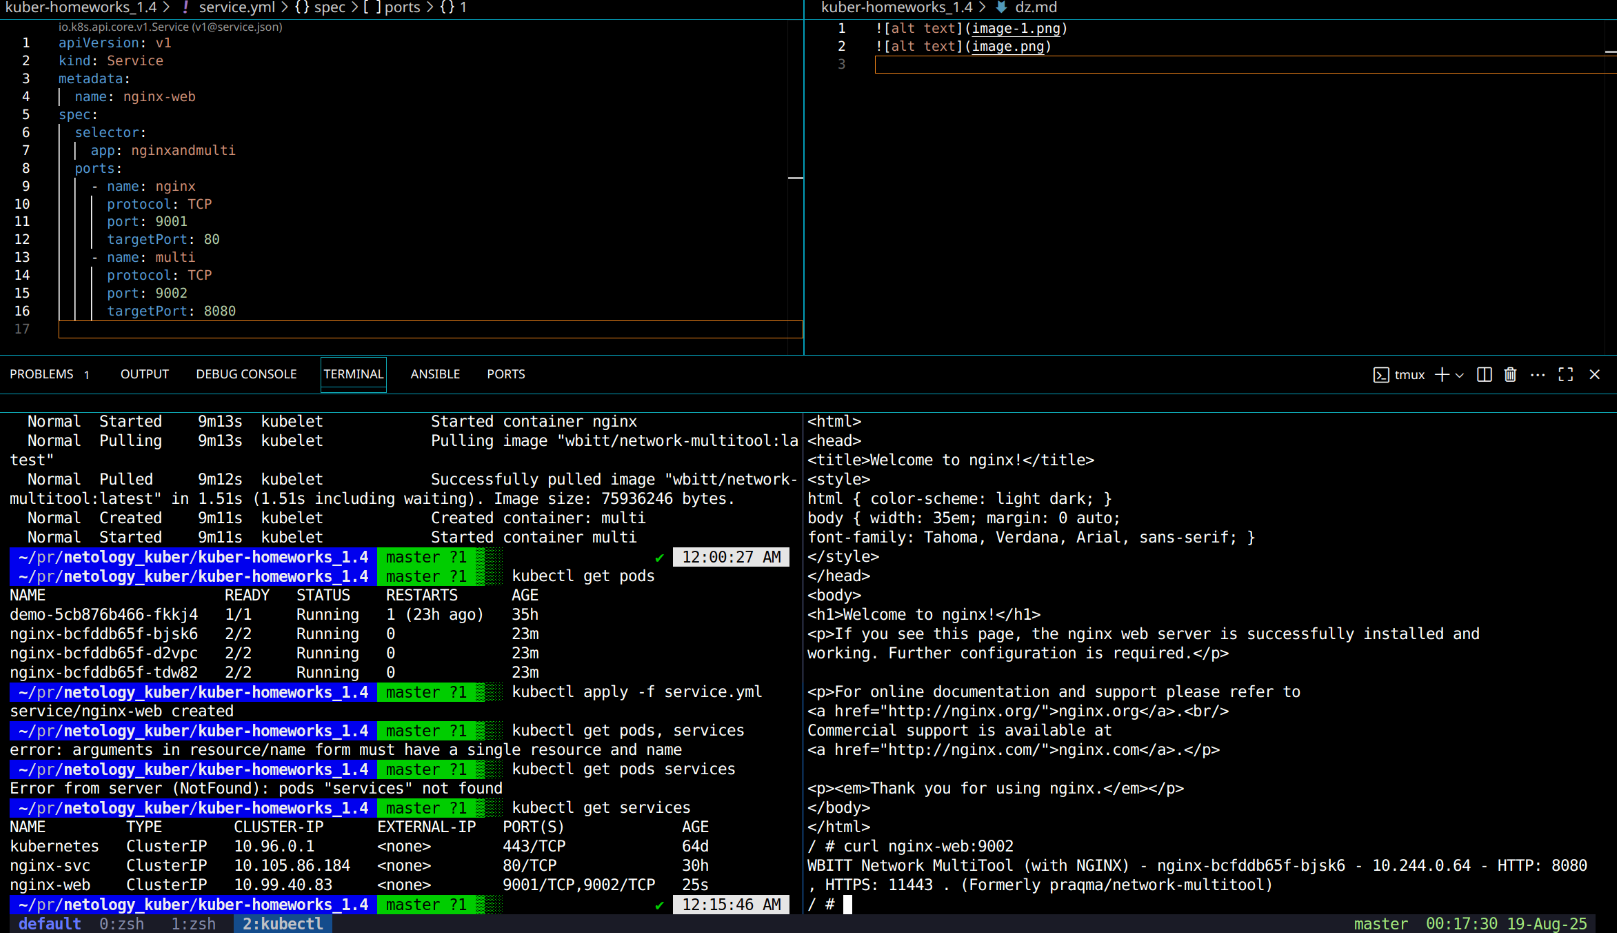 kuber-homeworks_1.4 > ! service.yml > {} spec > [ ] ports > {} 1
io.k8s.api.core.v1.Service (v1@service.json)
1 apiVersion: v1
2 kind: Service
3 metadata:
4 name: nginx-web
5 spec:
6 selector:
7 app: nginxandmulti
8 ports:
9 - name: nginx
10 protocol: TCP
11 port: 9001
12 targetPort: 80
13 - name: multi
14 protocol: TCP
15 port: 9002
16 targetPort: 8080
17
kuber-homeworks_1.4 > dz.md
1 ![alt text](image-1.png)
2 ![alt text](image.png)
3
PROBLEMS 1 OUTPUT DEBUG CONSOLE TERMINAL ANSIBLE PORTS
tmux
Normal Started 9m13s kubelet Started container nginx
Normal Pulling 9m13s kubelet Pulling image "wbitt/network-multitool:la
test"
Normal Pulled 9m12s kubelet Successfully pulled image "wbitt/network-
multitool:latest" in 1.51s (1.51s including waiting). Image size: 75936246 bytes.
Normal Created 9m11s kubelet Created container: multi
Normal Started 9m11s kubelet Started container multi
~/pr/netology_kuber/kuber-homeworks_1.4 master ?1 ✔ 12:00:27 AM
~/pr/netology_kuber/kuber-homeworks_1.4 master ?1 kubectl get pods
NAME READY STATUS RESTARTS AGE
demo-5cb876b466-fkkj4 1/1 Running 1 (23h ago) 35h
nginx-bcfddb65f-bjsk6 2/2 Running 0 23m
nginx-bcfddb65f-d2vpc 2/2 Running 0 23m
nginx-bcfddb65f-tdw82 2/2 Running 0 23m
~/pr/netology_kuber/kuber-homeworks_1.4 master ?1 kubectl apply -f service.yml
service/nginx-web created
~/pr/netology_kuber/kuber-homeworks_1.4 master ?1 kubectl get pods, services
error: arguments in resource/name form must have a single resource and name
~/pr/netology_kuber/kuber-homeworks_1.4 master ?1 kubectl get pods services
Error from server (NotFound): pods "services" not found
~/pr/netology_kuber/kuber-homeworks_1.4 master ?1 kubectl get services
NAME TYPE CLUSTER-IP EXTERNAL-IP PORT(S) AGE
kubernetes ClusterIP 10.96.0.1 <none> 443/TCP 64d
nginx-svc ClusterIP 10.105.86.184 <none> 80/TCP 30h
nginx-web ClusterIP 10.99.40.83 <none> 9001/TCP,9002/TCP 25s
~/pr/netology_kuber/kuber-homeworks_1.4 master ?1 ✔ 12:15:46 AM
<html>
<head>
<title>Welcome to nginx!</title>
<style>
html { color-scheme: light dark; }
body { width: 35em; margin: 0 auto;
font-family: Tahoma, Verdana, Arial, sans-serif; }
</style>
</head>
<body>
<h1>Welcome to nginx!</h1>
<p>If you see this page, the nginx web server is successfully installed and
working. Further configuration is required.</p>
<p>For online documentation and support please refer to
<a href="http://nginx.org/">nginx.org</a>.<br/>
Commercial support is available at
<a href="http://nginx.com/">nginx.com</a>.</p>
<p><em>Thank you for using nginx.</em></p>
</body>
</html>
/ # curl nginx-web:9002
WBITT Network MultiTool (with NGINX) - nginx-bcfddb65f-bjsk6 - 10.244.0.64 - HTTP: 8080
, HTTPS: 11443 . (Formerly praqma/network-multitool)
/ #
default 0:zsh 1:zsh 2:kubectl master 00:17:30 19-Aug-25